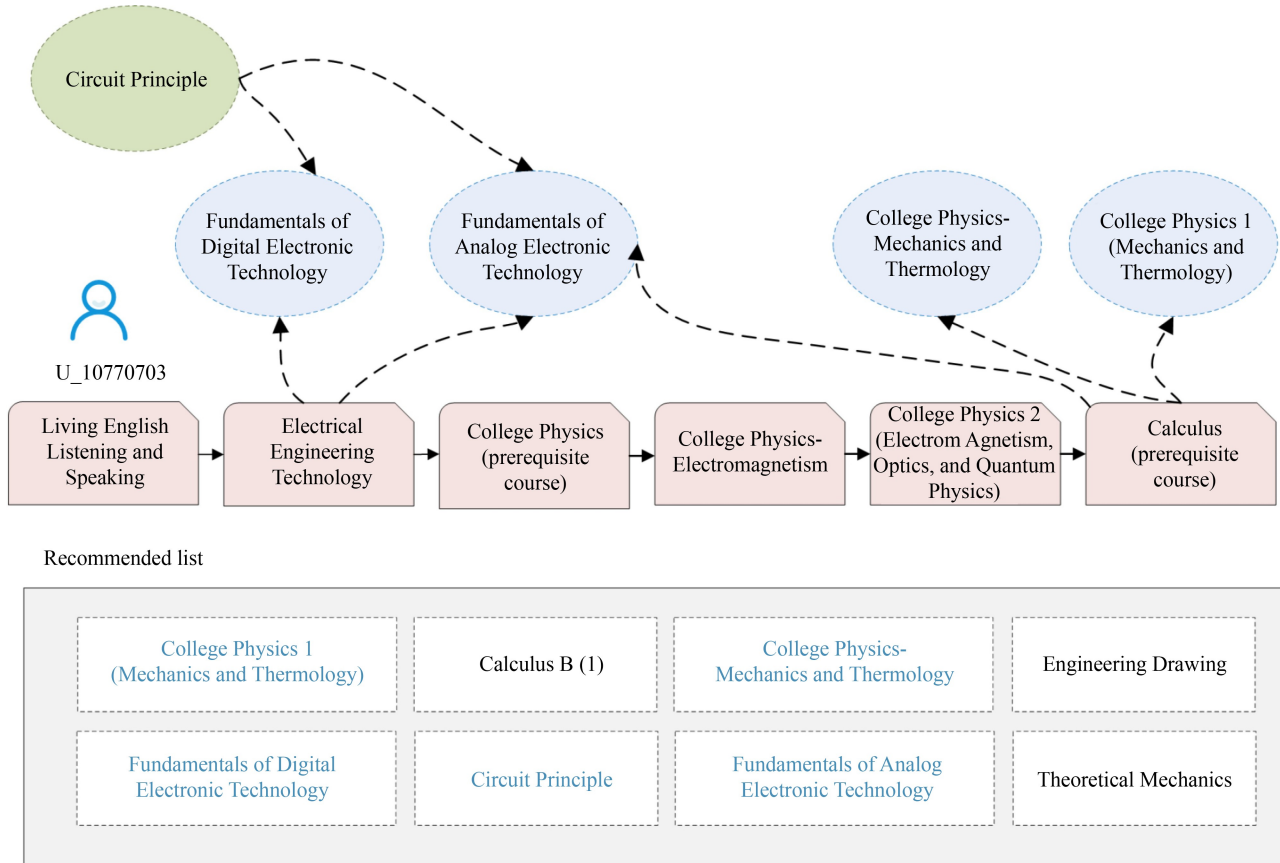 Circuit Principle
Fundamentals of
Digital Electronic
Technology
Fundamentals of
Analog Electronic
Technology
College Physics-
Mechanics and
Thermology
College Physics 1
(Mechanics and
Thermology)
U_10770703
Living English
Listening and
Speaking
Electrical
Engineering
Technology
College Physics
(prerequisite
course)
College Physics-
Electromagnetism
College Physics 2
(Electrom Agnetism,
Optics, and Quantum
Physics)
Calculus
(prerequisite
course)
Recommended list
College Physics 1
(Mechanics and Thermology)
Calculus B (1)
College Physics-
Mechanics and Thermology
Engineering Drawing
Fundamentals of Digital
Electronic Technology
Circuit Principle
Fundamentals of Analog
Electronic Technology
Theoretical Mechanics